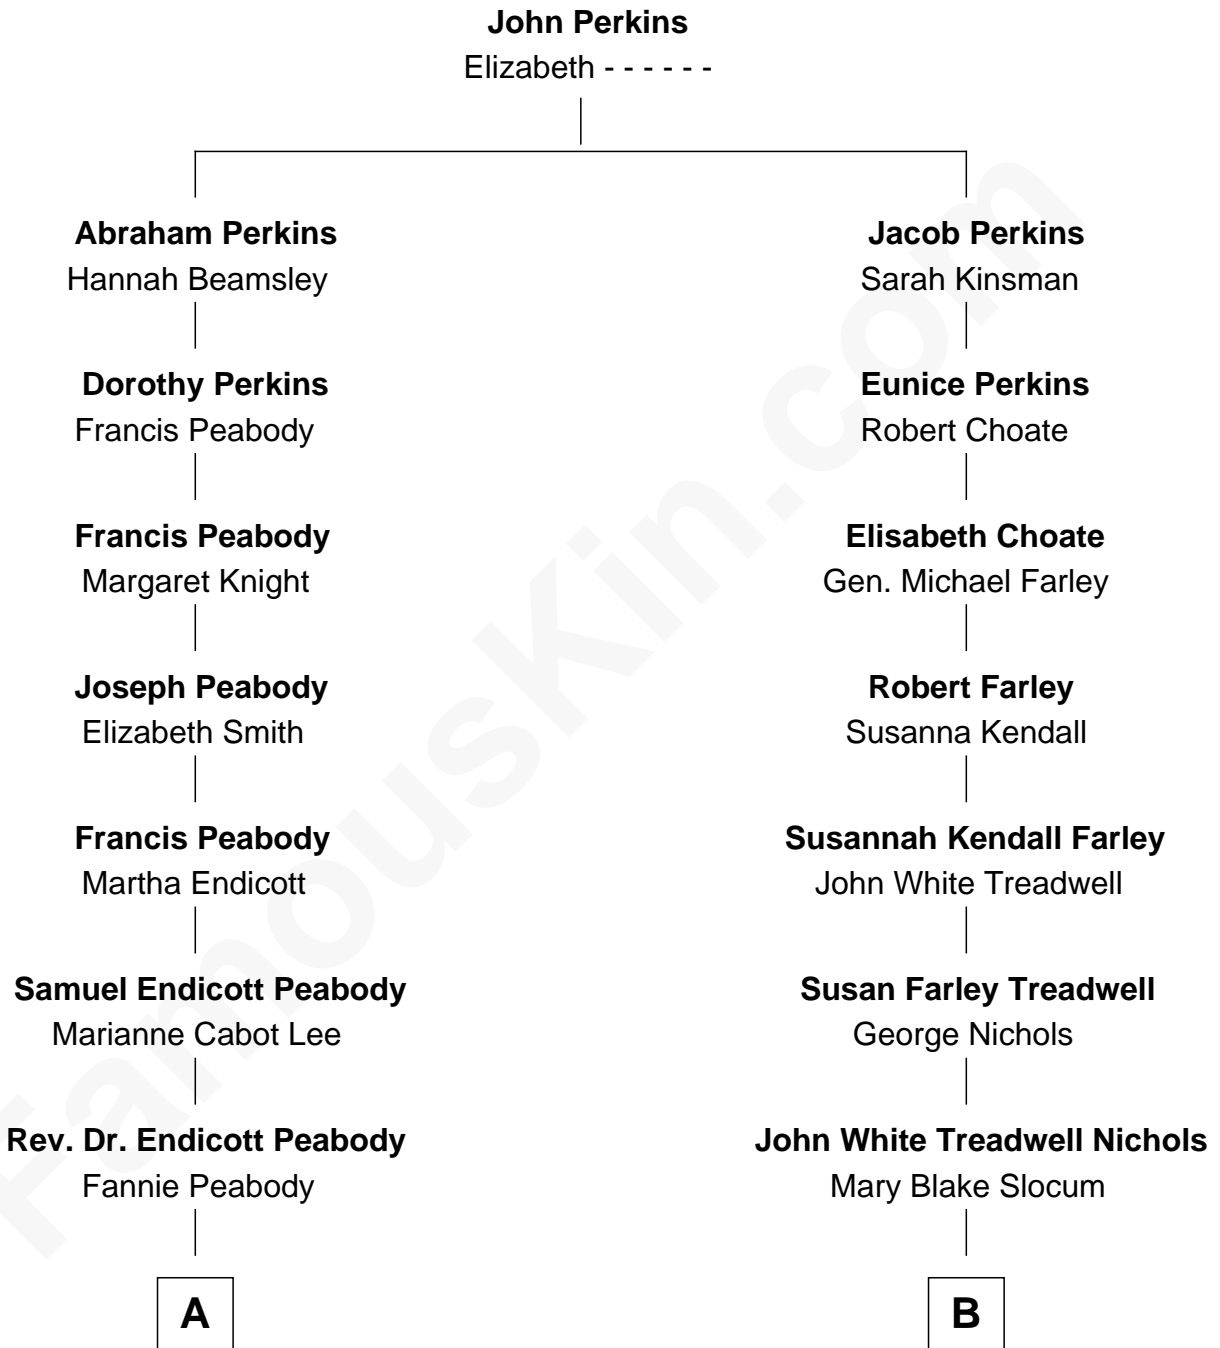 John Perkins
Elizabeth - - - - - -
Abraham Perkins
Hannah Beamsley
Jacob Perkins
Sarah Kinsman
Dorothy Perkins
Francis Peabody
Eunice Perkins
Robert Choate
Francis Peabody
Margaret Knight
Elisabeth Choate
Gen. Michael Farley
Joseph Peabody
Elizabeth Smith
Robert Farley
Susanna Kendall
Francis Peabody
Martha Endicott
Susannah Kendall Farley
John White Treadwell
Samuel Endicott Peabody
Marianne Cabot Lee
Susan Farley Treadwell
George Nichols
Rev. Dr. Endicott Peabody
Fannie Peabody
John White Treadwell Nichols
Mary Blake Slocum
A
B
FamousKin.com